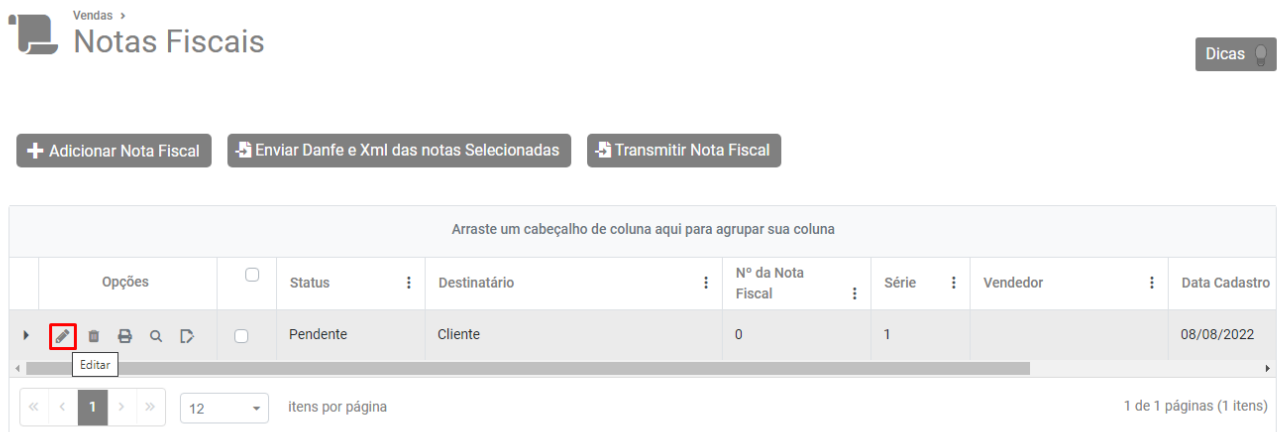 Vendas >
Notas Fiscais
Dicas
Adicionar Nota Fiscal
Enviar Danfe e Xml das notas Selecionadas
Transmitir Nota Fiscal
Arraste um cabeçalho de coluna aqui para agrupar sua coluna
Opções Status Destinatário Nº da Nota Fiscal Série Vendedor Data Cadastro
Pendente Cliente 0 1 08/08/2022
Editar
« < 1 > » 12 itens por página 1 de 1 páginas (1 itens)